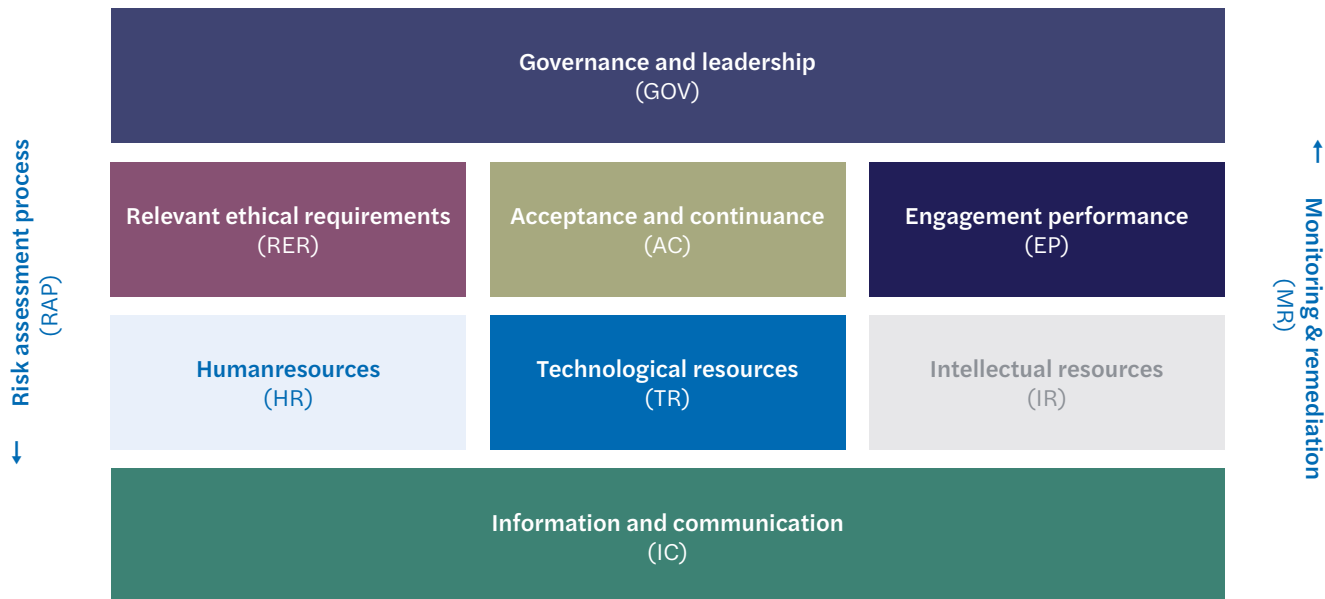 Governance and leadership
(GOV)
Risk assessment process
(RAP)
Relevant ethical requirements
(RER)
Acceptance and continuance
(AC)
Engagement performance
(EP)
Humanresources
(HR)
Technological resources
(TR)
Intellectual resources
(IR)
Monitoring & remediation
(MR)
Information and communication
(IC)